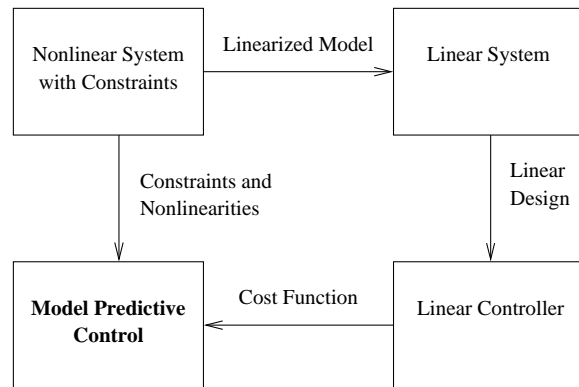 Nonlinear System
with Constraints
Linearized Model
Linear System
Constraints and
Nonlinearities
Linear
Design
Model Predictive
Control
Cost Function
Linear Controller